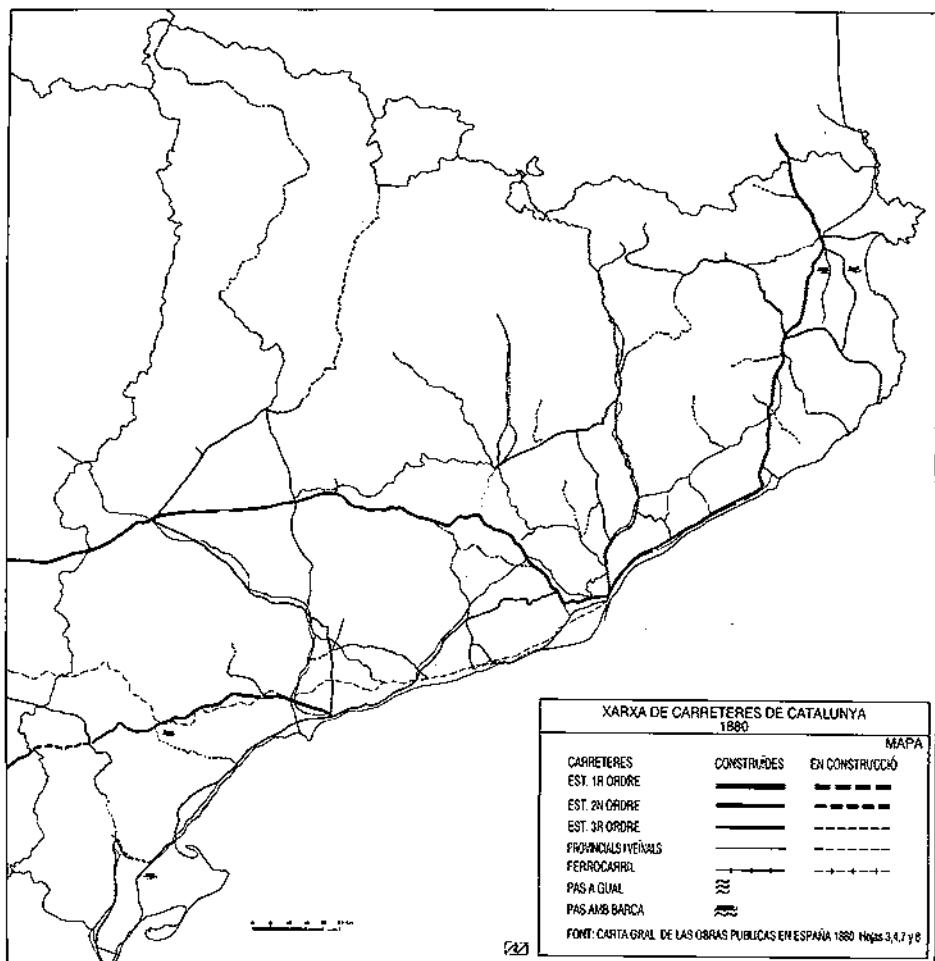 XARXA DE CARRETERES DE CATALUNYA
1880
MAPA
CARRETERES CONSTRUÏDES EN CONSTRUCCIÓ
EST. 1R ORDRE
EST. 2N ORDRE
EST. 3R ORDRE
PROVINCIALS I VEÏNALS
FERROCARRIL
PAS A GUAL
PAS AMB BARCA
FONT: CARTA GRAL. DE LAS OBRAS PUBLICAS EN ESPAÑA 1880 Hojas 3,4,7 y 8